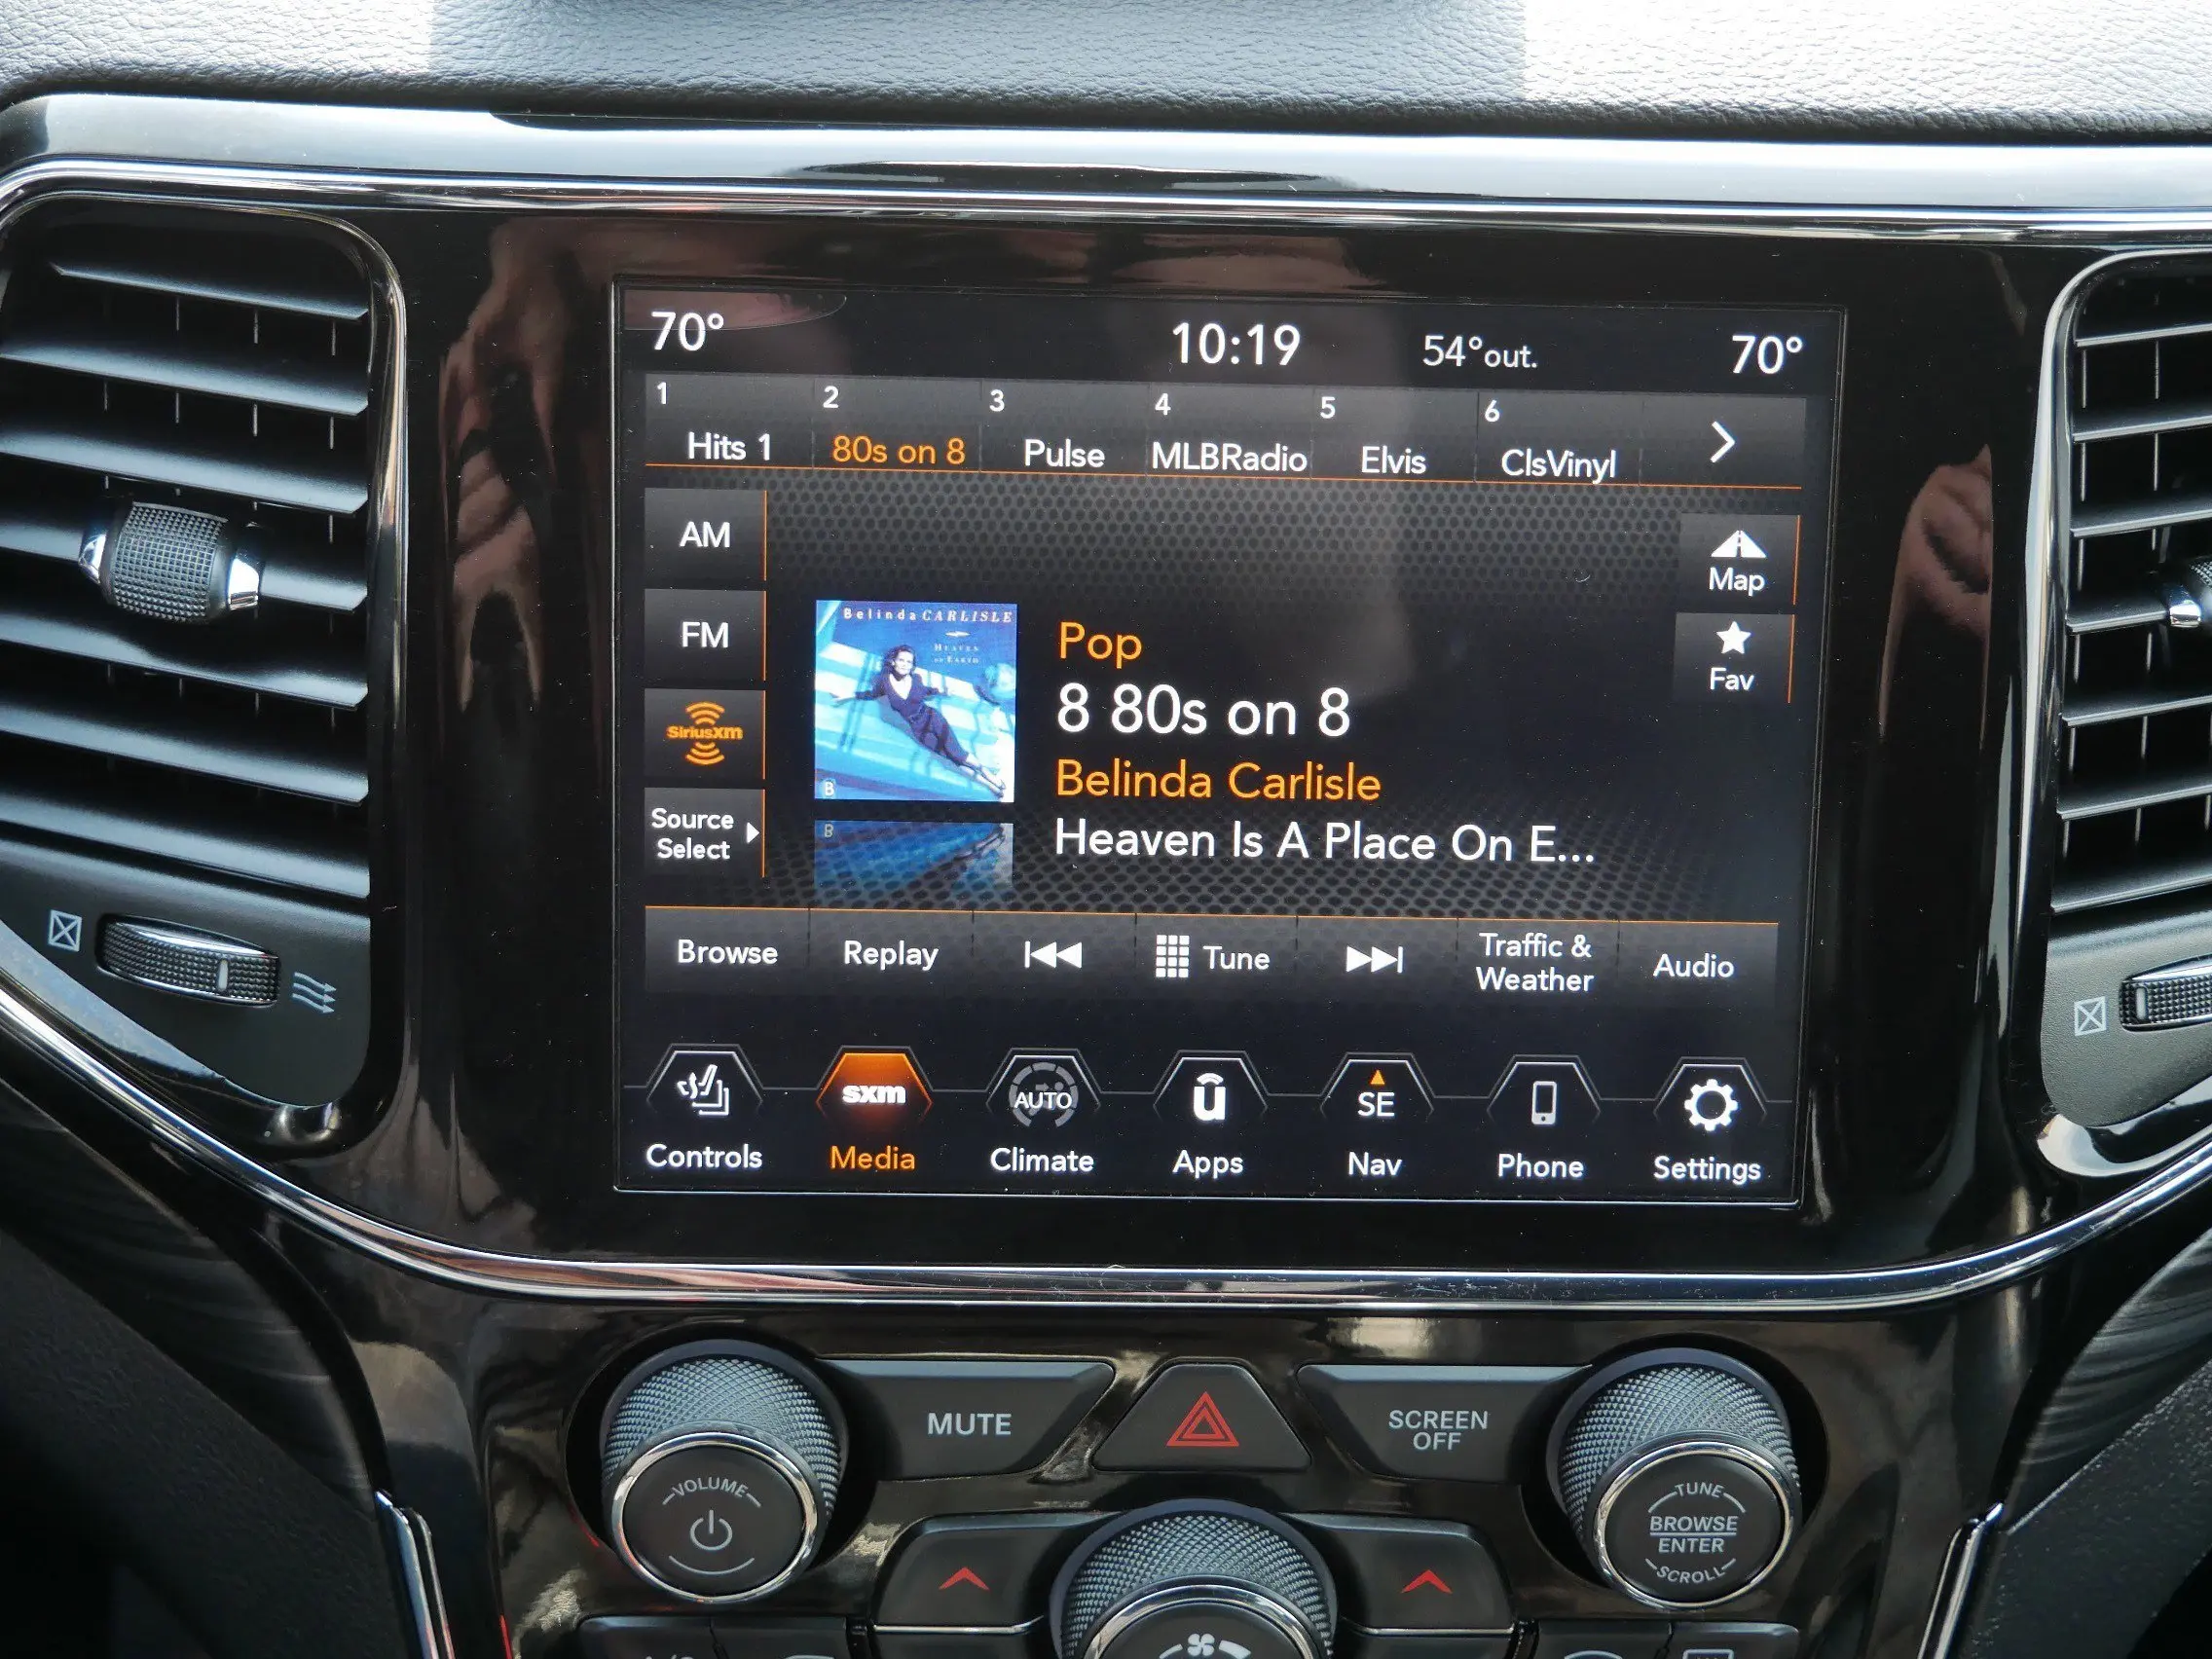 70° 10:19 54°out. 70°
1 2 3 4 5 6
Hits 1 80s on 8 Pulse MLBRadio Elvis ClsVinyl
AM
FM
SiriusXM
Source
Select
Map
Fav
Belinda CARLISLE
HEAVEN
ON EARTH
B
B
Pop
8 80s on 8
Belinda Carlisle
Heaven Is A Place On E...
Browse Replay Tune Traffic & Weather Audio
sxm AUTO u SE
Controls Media Climate Apps Nav Phone Settings
MUTE
SCREEN
OFF
VOLUME
TUNE
BROWSE
ENTER
SCROLL